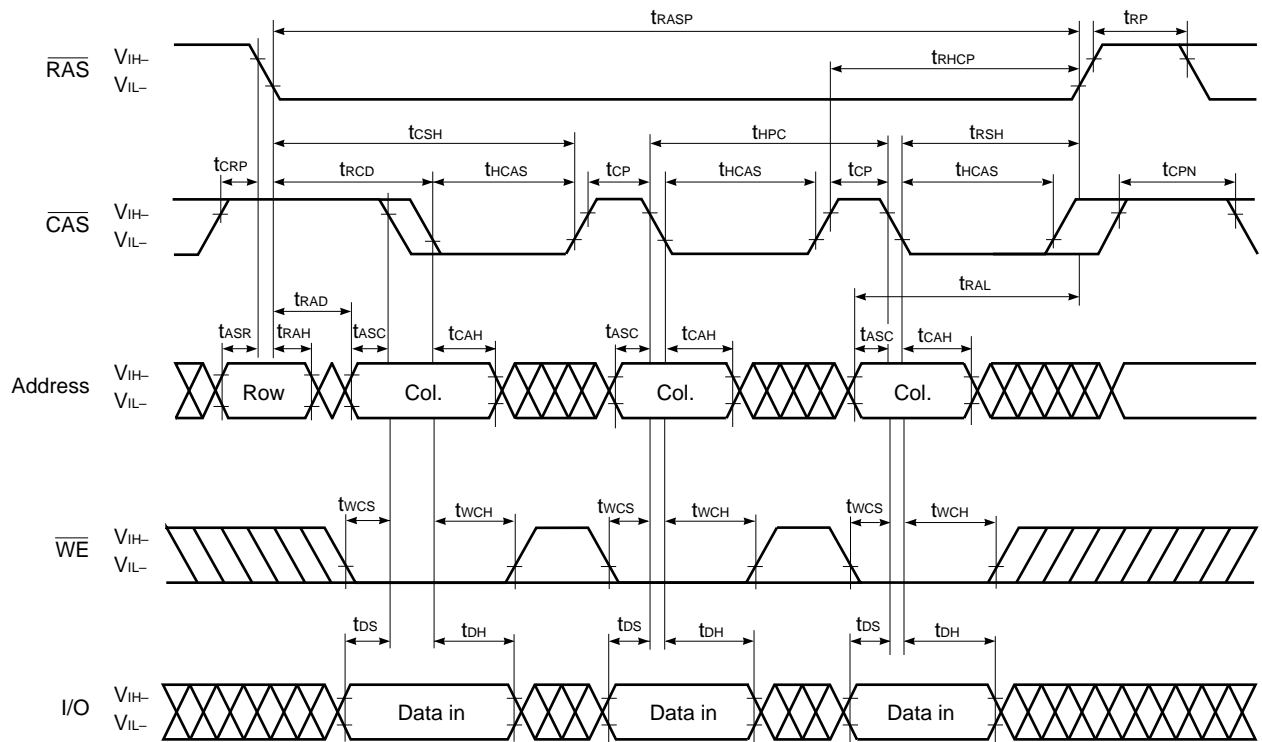 tRASP
tRP
RAS
VIH–
VIL–
tRHCP
tCSH
tHPC
tRSH
tCRP
tRCD
tHCAS
tCP
tHCAS
tCP
tHCAS
tCPN
CAS
VIH–
VIL–
tRAL
tRAD
tASR
tRAH
tASC
tCAH
tASC
tCAH
tASC
tCAH
Address
VIH–
VIL–
Row
Col.
Col.
Col.
tWCS
tWCH
tWCS
tWCH
tWCS
tWCH
WE
VIH–
VIL–
tDS
tDH
tDS
tDH
tDS
tDH
I/O
VIH–
VIL–
Data in
Data in
Data in